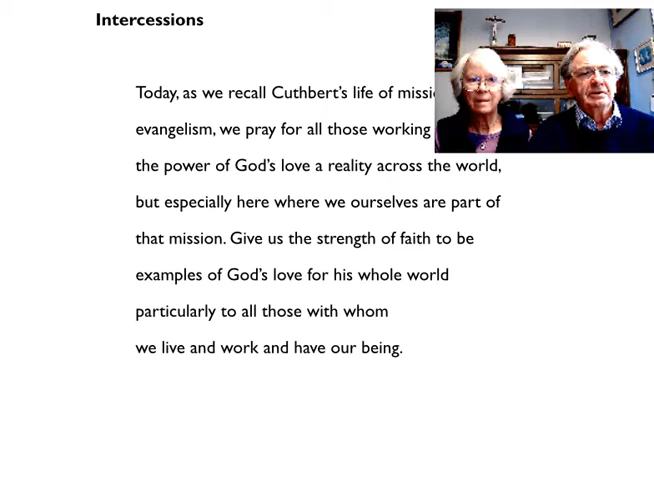 Intercessions
Today, as we recall Cuthbert's life of
evangelism, we pray for all those working
the power of God's love a reality across the world,
but especially here where we ourselves are part of
that mission. Give us the strength of faith to be
examples of God's love for his whole world
particularly to all those with whom
we live and work and have our being.